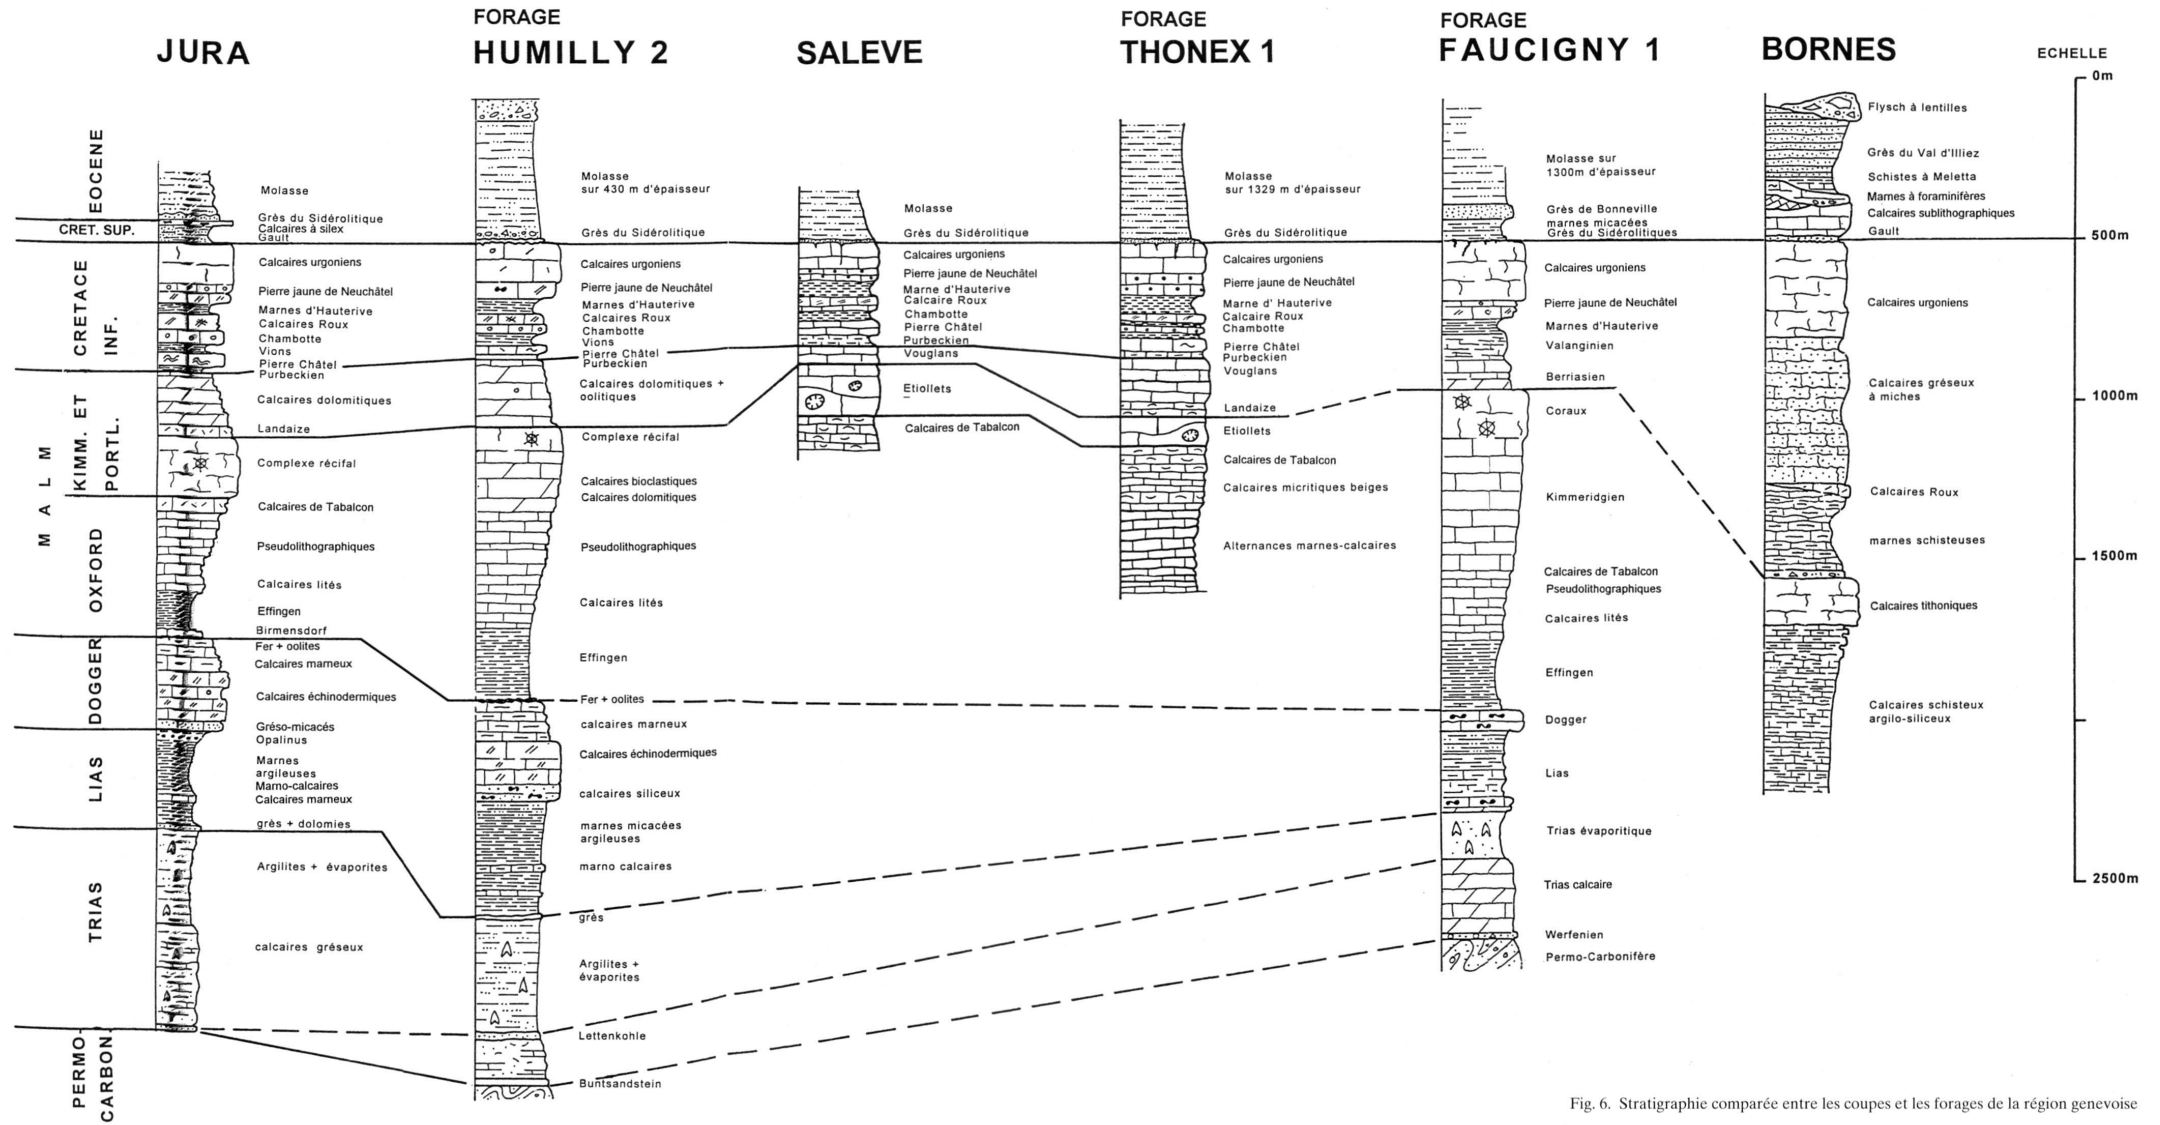 JURA
FORAGE
HUMILLY 2
SALEVE
FORAGE
THONEX 1
FORAGE
FAUCIGNY 1
BORNES
ECHELLE
0m
500m
1000m
1500m
2500m
EOCENE
CRET. SUP.
CRETACE
INF.
MALM
KIMM. ET
PORTL.
OXFORD
DOGGER
LIAS
TRIAS
PERMO-
CARBON.
Molasse
Grès du Sidérolitique
Calcaires à silex
Gault
Calcaires urgoniens
Pierre jaune de Neuchâtel
Marnes d'Hauterive
Calcaires Roux
Chambotte
Vions
Pierre Châtel
Purbeckien
Calcaires dolomitiques
Landaize
Complexe récifal
Calcaires de Tabalcon
Pseudolithographiques
Calcaires lités
Effingen
Birmensdorf
Fer + oolites
Calcaires marneux
Calcaires échinodermiques
Gréso-micacés
Opalinus
Marnes
argileuses
Marno-calcaires
Calcaires marneux
grès + dolomies
Argilites + évaporites
calcaires gréseux
Molasse
sur 430 m d'épaisseur
Grès du Sidérolitique
Calcaires urgoniens
Pierre jaune de Neuchâtel
Marnes d'Hauterive
Calcaires Roux
Chambotte
Vions
Pierre Châtel
Purbeckien
Calcaires dolomitiques +
oolitiques
Complexe récifal
Calcaires bioclastiques
Calcaires dolomitiques
Pseudolithographiques
Calcaires lités
Effingen
Fer + oolites
calcaires marneux
Calcaires échinodermiques
calcaires siliceux
marnes micacées
argileuses
marno calcaires
grès
Argilites +
évaporites
Lettenkohle
Buntsandstein
Molasse
Grès du Sidérolitique
Calcaires urgoniens
Pierre jaune de Neuchâtel
Marne d'Hauterive
Calcaire Roux
Chambotte
Pierre Châtel
Purbeckien
Vouglans
Etiollets
Calcaires de Tabalcon
Molasse
sur 1329 m d'épaisseur
Grès du Sidérolitique
Calcaires urgoniens
Pierre jaune de Neuchâtel
Marne d' Hauterive
Calcaire Roux
Chambotte
Pierre Châtel
Purbeckien
Vouglans
Landaize
Etiollets
Calcaires de Tabalcon
Calcaires micritiques beiges
Alternances marnes-calcaires
Molasse sur
1300m d'épaisseur
Grès de Bonneville
marnes micacées
Grès du Sidérolitiques
Calcaires urgoniens
Pierre jaune de Neuchâtel
Marnes d'Hauterive
Valanginien
Berriasien
Coraux
Kimmeridgien
Calcaires de Tabalcon
Pseudolithographiques
Calcaires lités
Effingen
Dogger
Lias
Trias évaporitique
Trias calcaire
Werfenien
Permo-Carbonifère
Flysch à lentilles
Grès du Val d'Illiez
Schistes à Meletta
Marnes à foraminifères
Calcaires sublithographiques
Gault
Calcaires urgoniens
Calcaires gréseux
à miches
Calcaires Roux
marnes schisteuses
Calcaires tithoniques
Calcaires schisteux
argilo-siliceux
Fig. 6. Stratigraphie comparée entre les coupes et les forages de la région genevoise